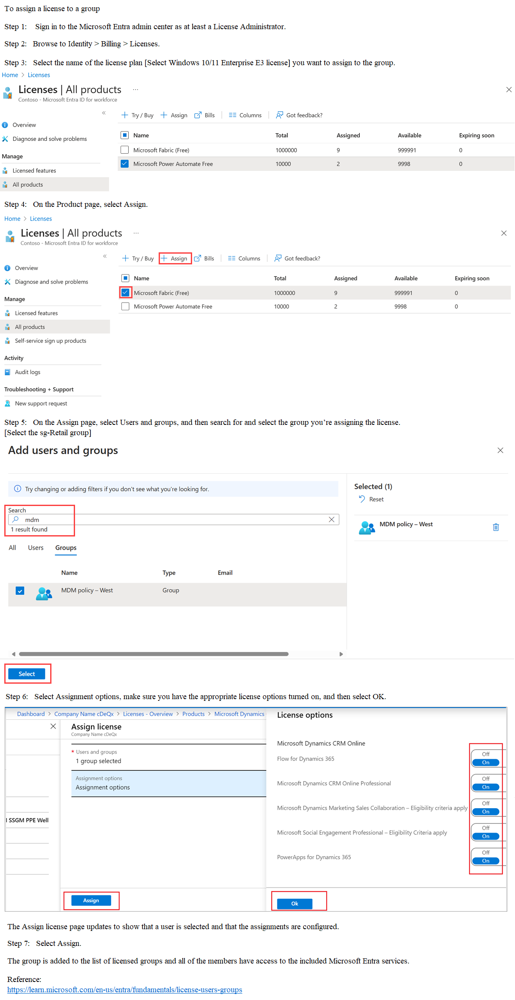 To assign a license to a group
Step 1: Sign in to the Microsoft Entra admin center as at least a License Administrator.
Step 2: Browse to Identity > Billing > Licenses.
Step 3: Select the name of the license plan [Select Windows 10/11 Enterprise E3 license] you want to assign to the group.
Home > Licenses
Licenses | All products ...
Contoso - Microsoft Entra ID for workforce
«
Overview
Diagnose and solve problems
Manage
Licensed features
All products
Try / Buy Assign Bills Columns Got feedback?
Name Total Assigned Available Expiring soon
Microsoft Fabric (Free) 1000000 9 999991 0
Microsoft Power Automate Free 10000 2 9998 0
Step 4: On the Product page, select Assign.
Home > Licenses
Licenses | All products ...
Contoso - Microsoft Entra ID for workforce
«
Overview
Diagnose and solve problems
Manage
Licensed features
All products
Self-service sign up products
Activity
Audit logs
Troubleshooting + Support
New support request
Try / Buy Assign Bills Columns Got feedback?
Name Total Assigned Available Expiring soon
Microsoft Fabric (Free) 1000000 9 999991 0
Microsoft Power Automate Free 10000 2 9998 0
Step 5: On the Assign page, select Users and groups, and then search for and select the group you’re assigning the license.
[Select the sg-Retail group]
Add users and groups
Try changing or adding filters if you don't see what you're looking for.
Search
mdm
1 result found
All Users Groups
Name Type Email
MDM policy – West Group
Selected (1)
Reset
MDM policy – West
Select
Step 6: Select Assignment options, make sure you have the appropriate license options turned on, and then select OK.
Dashboard > Company Name cDeQx > Licenses - Overview > Products > Microsoft Dynamics
I SSGM PPE Well
Assign license
Company Name cDeQx
* Users and groups
1 group selected
Assignment options
Assignment options
Assign
License options
Microsoft Dynamics CRM Online
Flow for Dynamics 365 Off On
Microsoft Dynamics CRM Online Professional Off On
Microsoft Dynamics Marketing Sales Collaboration – Eligibility criteria apply Off On
Microsoft Social Engagement Professional – Eligibility Criteria apply Off On
PowerApps for Dynamics 365 Off On
Ok
The Assign license page updates to show that a user is selected and that the assignments are configured.
Step 7: Select Assign.
The group is added to the list of licensed groups and all of the members have access to the included Microsoft Entra services.
Reference:
https://learn.microsoft.com/en-us/entra/fundamentals/license-users-groups